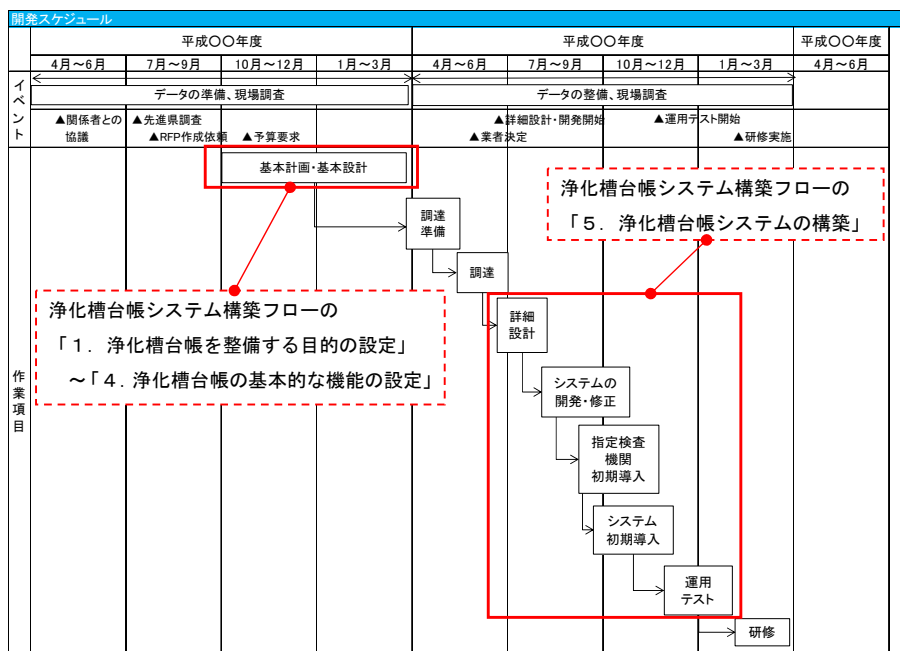 開発スケジュール
平成〇〇年度 平成〇〇年度 平成〇〇年度
4月～6月 7月～9月 10月～12月 1月～3月 4月～6月 7月～9月 10月～12月 1月～3月 4月～6月
イベント
データの準備、現場調査 データの整備、現場調査
▲関係者との ▲先進県調査 ▲詳細設計・開発開始 ▲運用テスト開始
協議 ▲RFP作成依頼 ▲予算要求 ▲業者決定 ▲研修実施
作業項目
基本計画・基本設計
浄化槽台帳システム構築フローの
「５．浄化槽台帳システムの構築」
調達
準備
調達
浄化槽台帳システム構築フローの
「１．浄化槽台帳を整備する目的の設定」
～「４．浄化槽台帳の基本的な機能の設定」
詳細
設計
システムの
開発・修正
指定検査
機関
初期導入
システム
初期導入
運用
テスト
研修